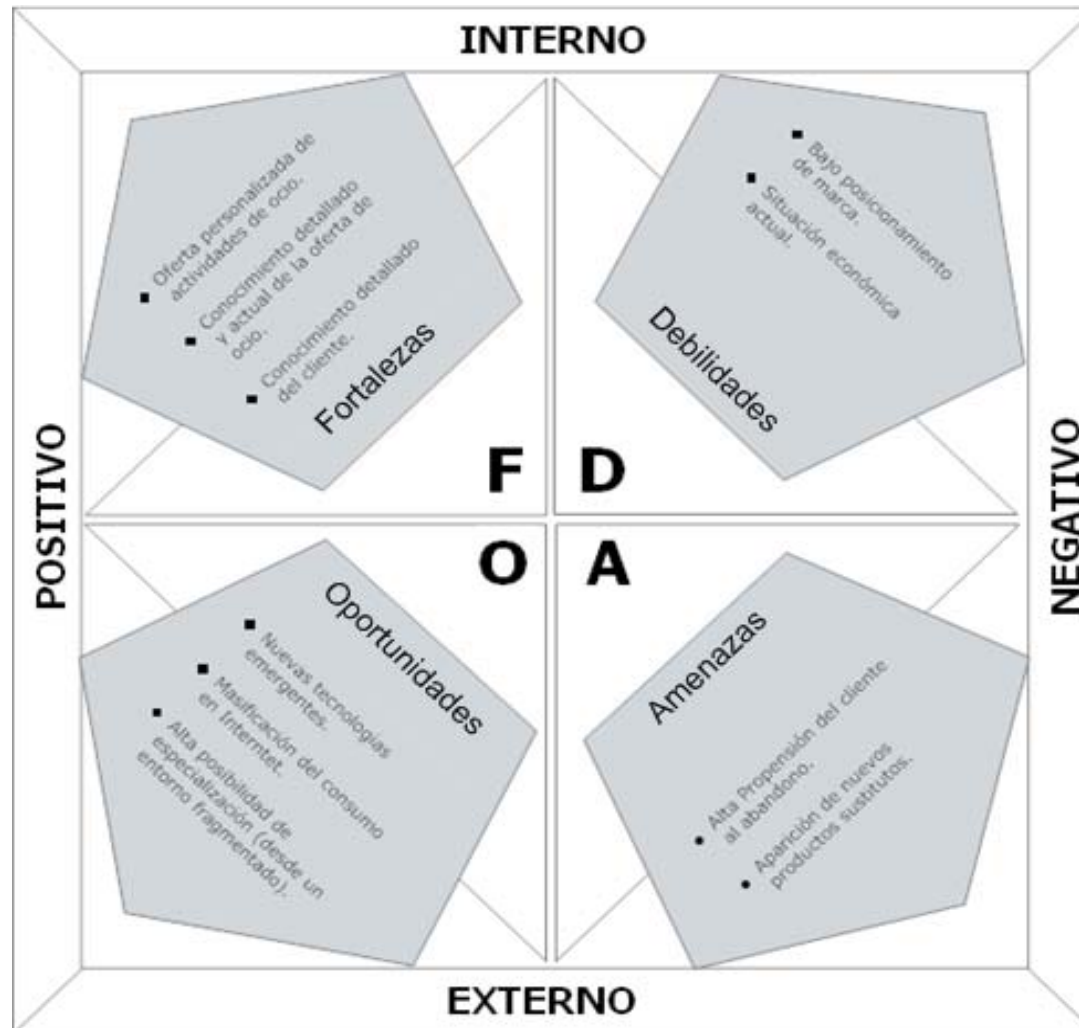 INTERNO
Oferta personalizada de
actividades de ocio.
Conocimiento detallado
y actual de la oferta de
ocio.
Conocimiento detallado
del cliente.
Fortalezas
F
Bajo posicionamiento
de marca.
Situación económica
actual.
Debilidades
D
POSITIVO
NEGATIVO
O
Oportunidades
Nuevas tecnologías
emergentes.
Masificación del consumo
en Interntet.
Alta posibilidad de
especialización (desde un
entorno fragmentado).
A
Amenazas
Alta Propensión del cliente
al abandono.
Aparición de nuevos
productos sustitutos.
EXTERNO